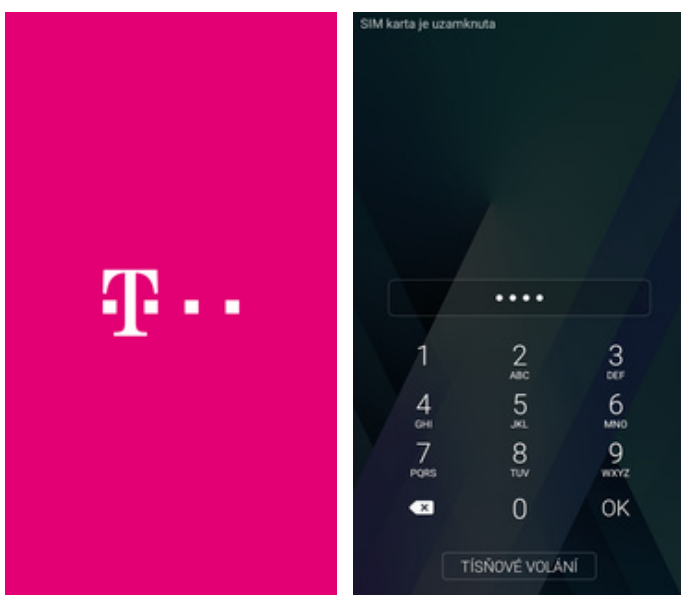 T
SIM karta je uzamknuta
••••
1 2 3
ABC DEF
4 5 6
GHI JKL MNO
7 8 9
PQRS TUV WXYZ
0 OK
TÍSŇOVÉ VOLÁNÍ